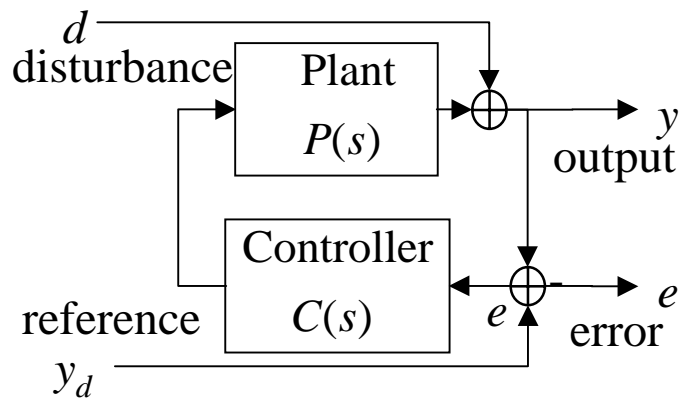 d
disturbance
Plant
P(s)
y
output
Controller
C(s)
-
e
e
error
reference
y_d